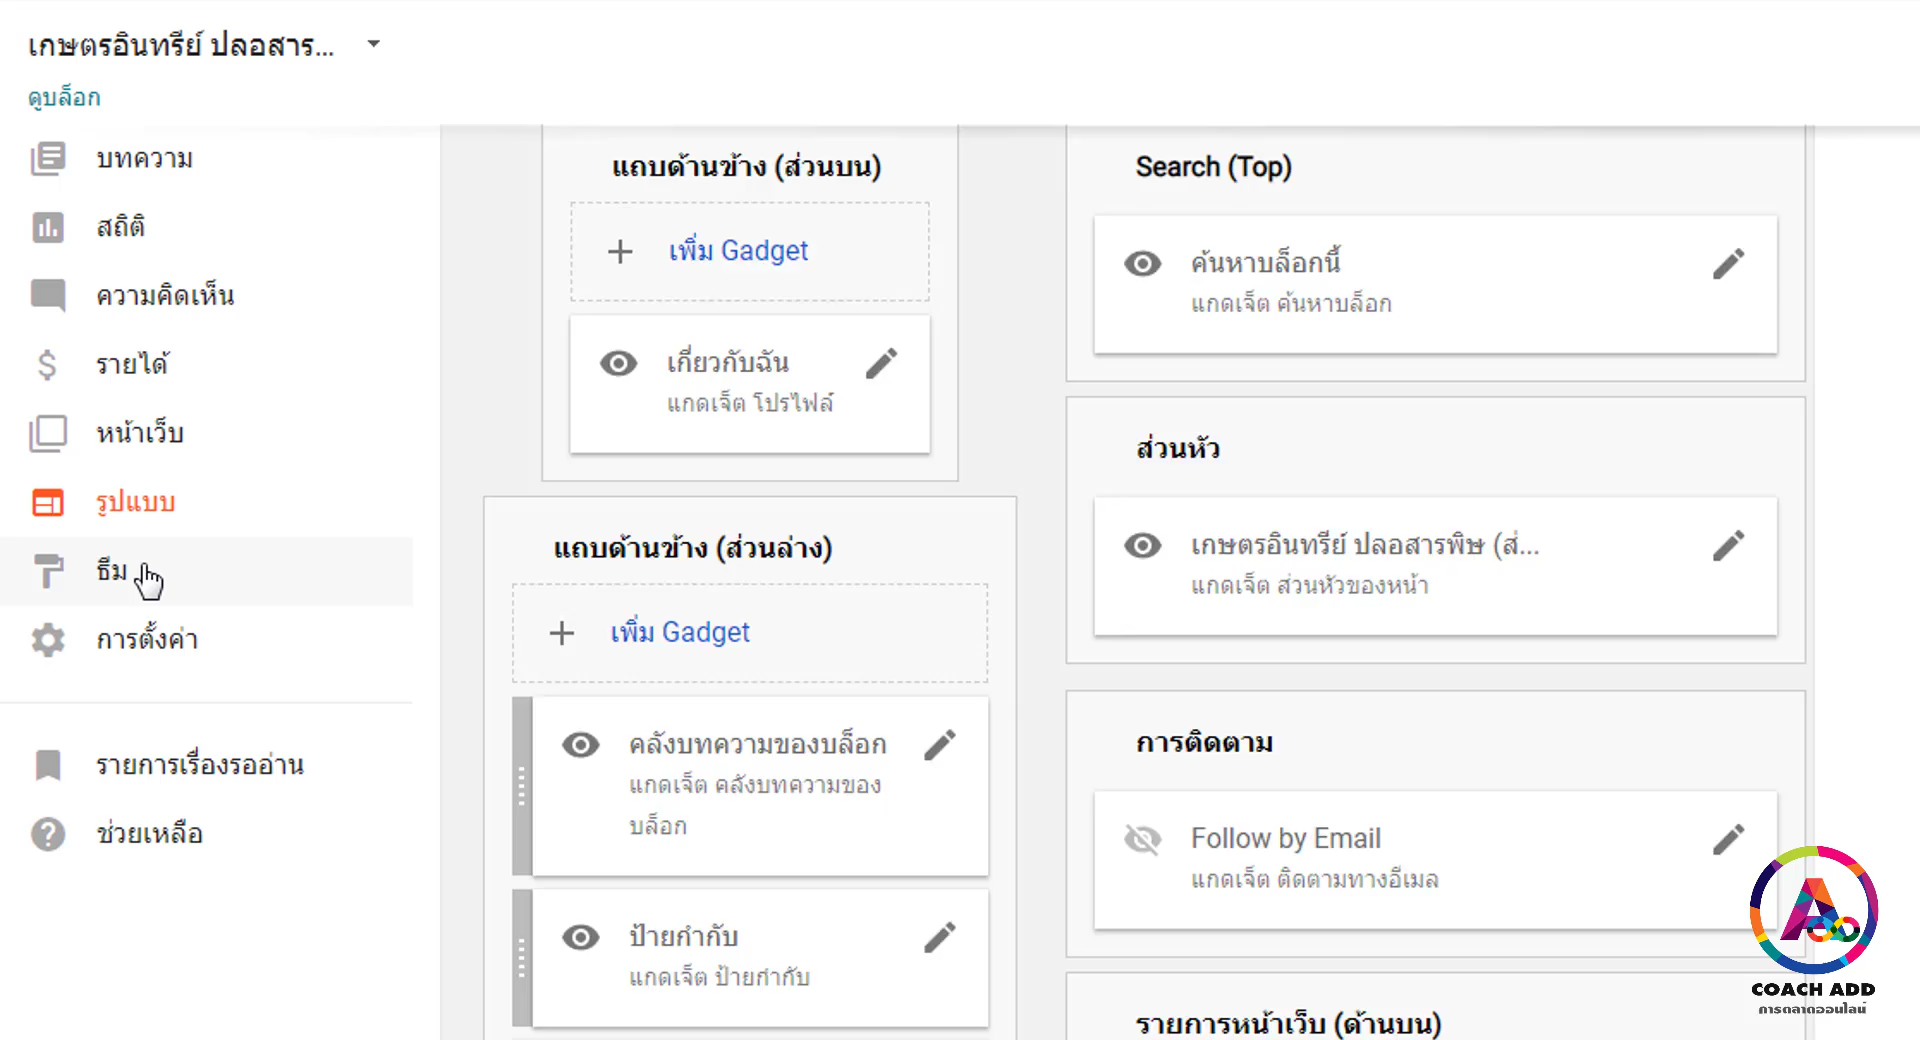 เกษตรอินทรีย์ ปลอสาร...
ดูบล็อก
บทความ
สถิติ
ความคิดเห็น
รายได้
หน้าเว็บ
รูปแบบ
ธีม
การตั้งค่า
รายการเรื่องรออ่าน
ช่วยเหลือ
แถบด้านข้าง (ส่วนบน)
เพิ่ม Gadget
เกี่ยวกับฉัน
แกดเจ็ต โปรไฟล์
แถบด้านข้าง (ส่วนล่าง)
เพิ่ม Gadget
คลังบทความของบล็อก
แกดเจ็ต คลังบทความของ
บล็อก
ป้ายกำกับ
แกดเจ็ต ป้ายกำกับ
Search (Top)
ค้นหาบล็อกนี้
แกดเจ็ต ค้นหาบล็อก
ส่วนหัว
เกษตรอินทรีย์ ปลอสารพิษ (ส่...
แกดเจ็ต ส่วนหัวของหน้า
การติดตาม
Follow by Email
แกดเจ็ต ติดตามทางอีเมล
รายการหน้าเว็บ (ด้านบน)
COACH ADD
การตลาดออนไลน์